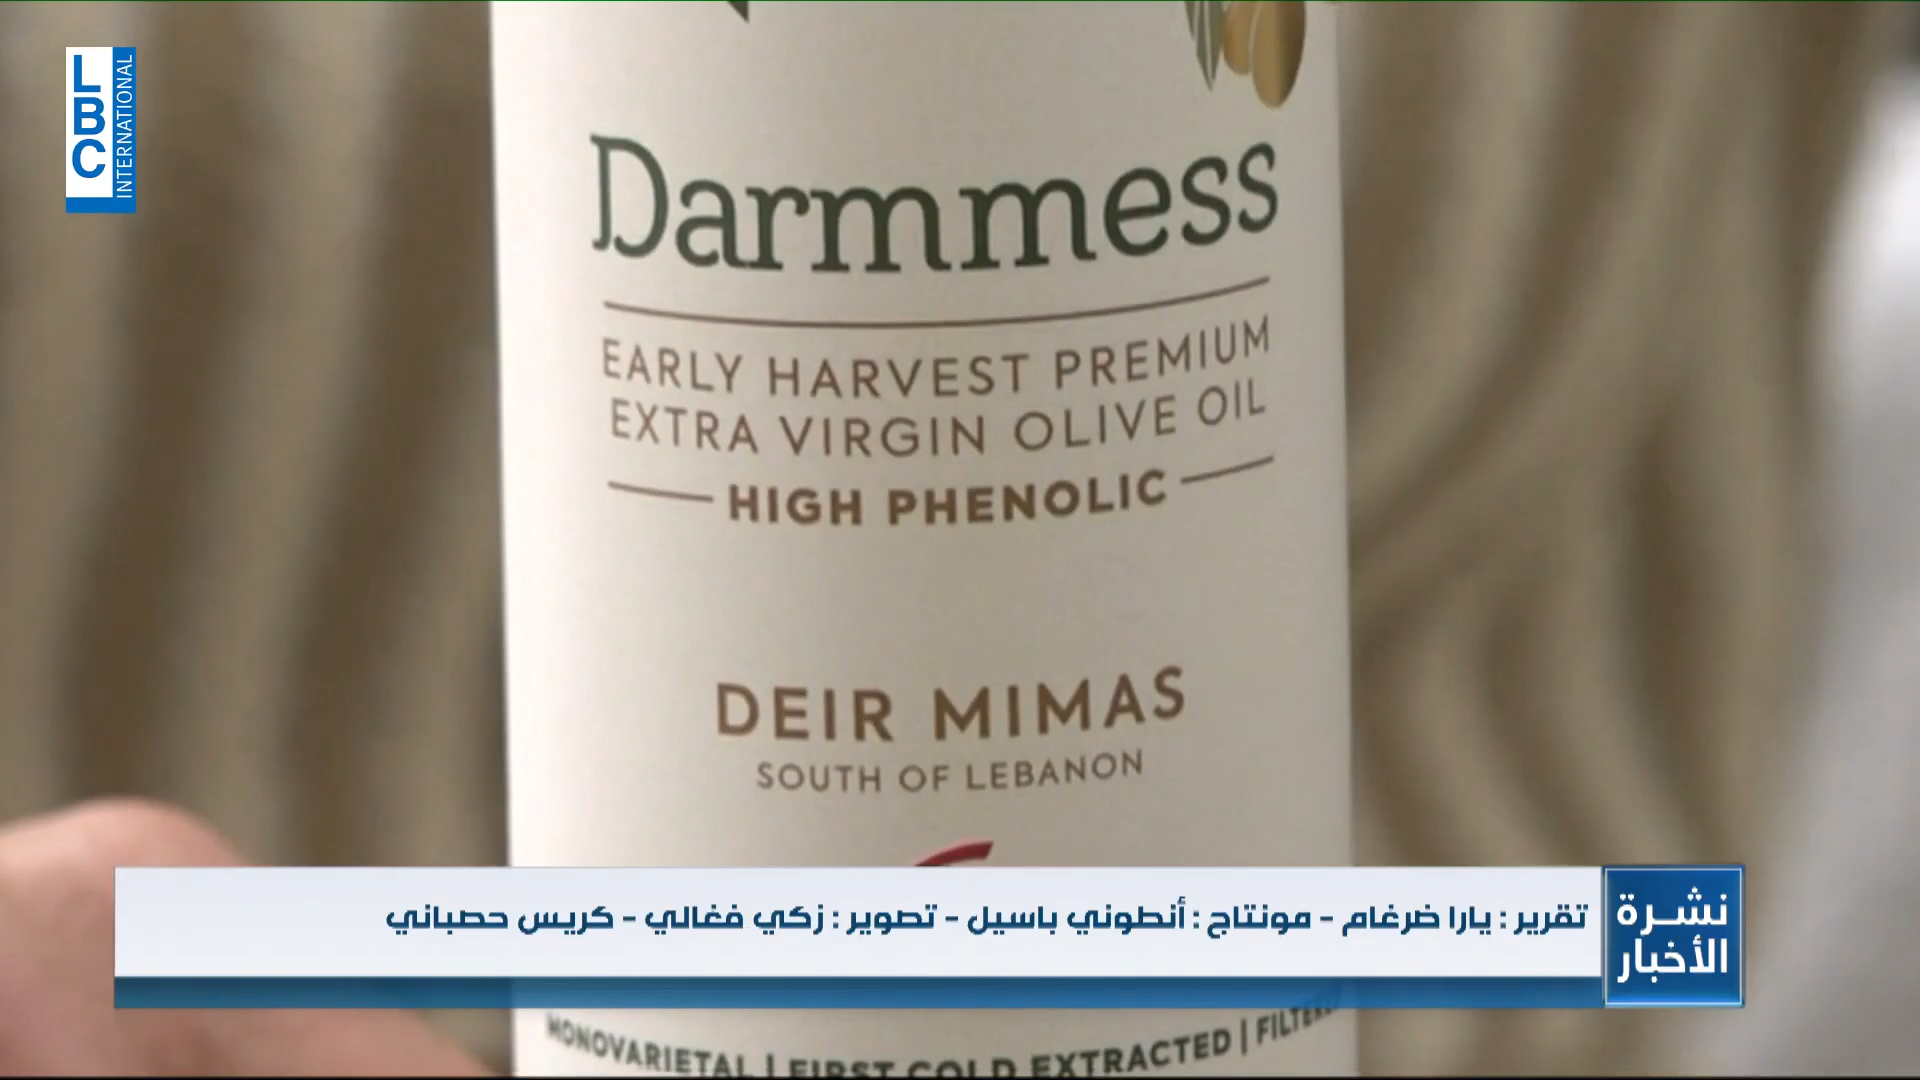 LBC
INTERNATIONAL
Darmmess
EARLY HARVEST PREMIUM
EXTRA VIRGIN OLIVE OIL
HIGH PHENOLIC
DEIR MIMAS
SOUTH OF LEBANON
نشرة
الأخبار
تقرير : يارا ضرغام - مونتاج : أنطوني باسيل - تصوير : زكي فغالي - كريس حصباني
MONOVARIETAL | FIRST COLD EXTRACTED | FILTERED